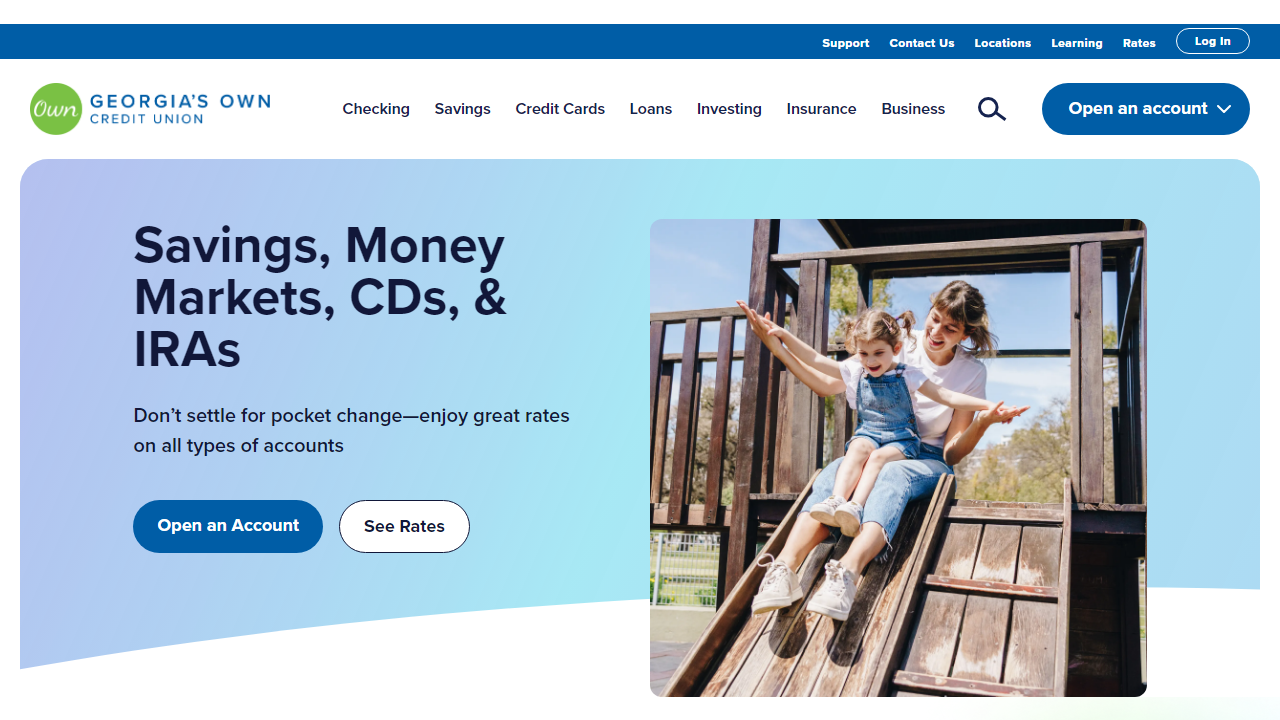 Support Contact Us Locations Learning Rates Log In
Own GEORGIA'S OWN
CREDIT UNION
Checking Savings Credit Cards Loans Investing Insurance Business Open an account
Savings, Money
Markets, CDs, &
IRAs
Don’t settle for pocket change—enjoy great rates
on all types of accounts
Open an Account See Rates